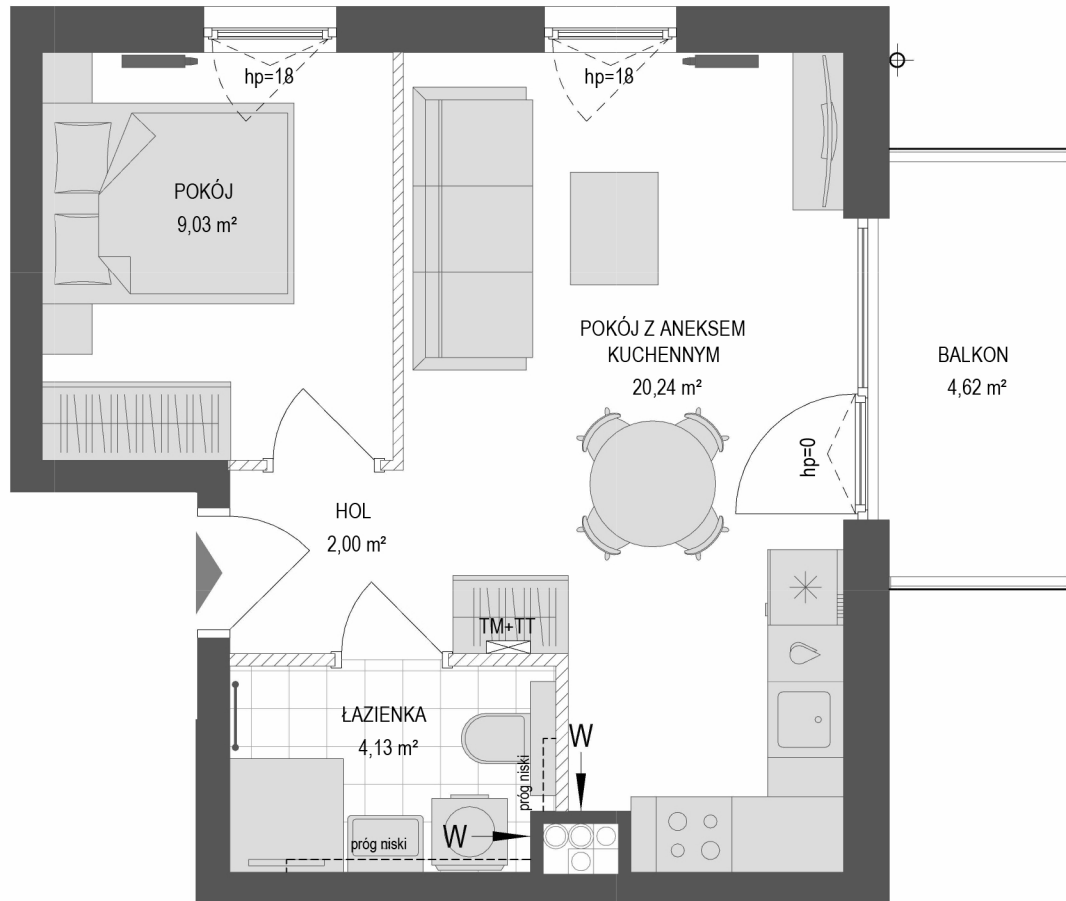 hp=18
hp=18
POKÓJ
9,03 m²
POKÓJ Z ANEKSEM
KUCHENNYM
20,24 m²
BALKON
4,62 m²
hp=0
HOL
2,00 m²
TM+TT
ŁAZIENKA
4,13 m²
W
próg niski
W
próg niski